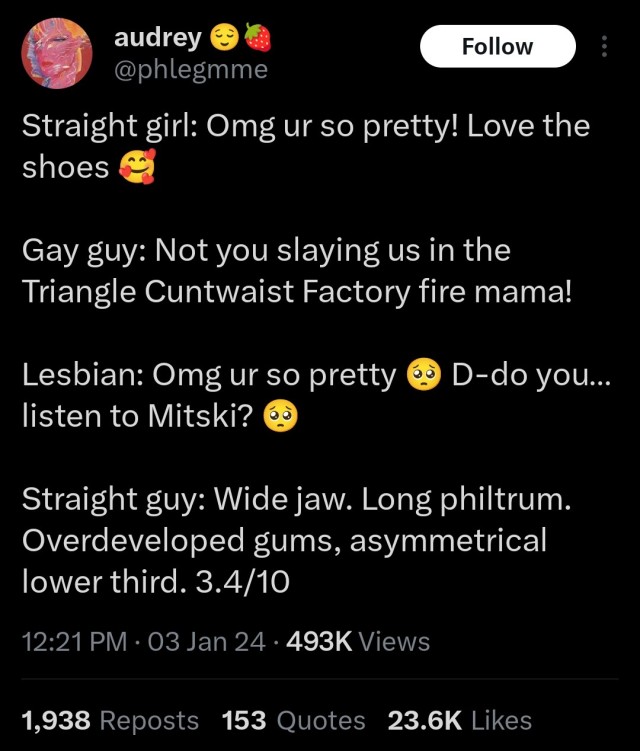 audrey 😌🍓
@phlegmme
Follow
Straight girl: Omg ur so pretty! Love the
shoes 🥰
Gay guy: Not you slaying us in the
Triangle Cuntwaist Factory fire mama!
Lesbian: Omg ur so pretty 🥺 D-do you...
listen to Mitski? 🥺
Straight guy: Wide jaw. Long philtrum.
Overdeveloped gums, asymmetrical
lower third. 3.4/10
12:21 PM · 03 Jan 24 · 493K Views
1,938 Reposts 153 Quotes 23.6K Likes